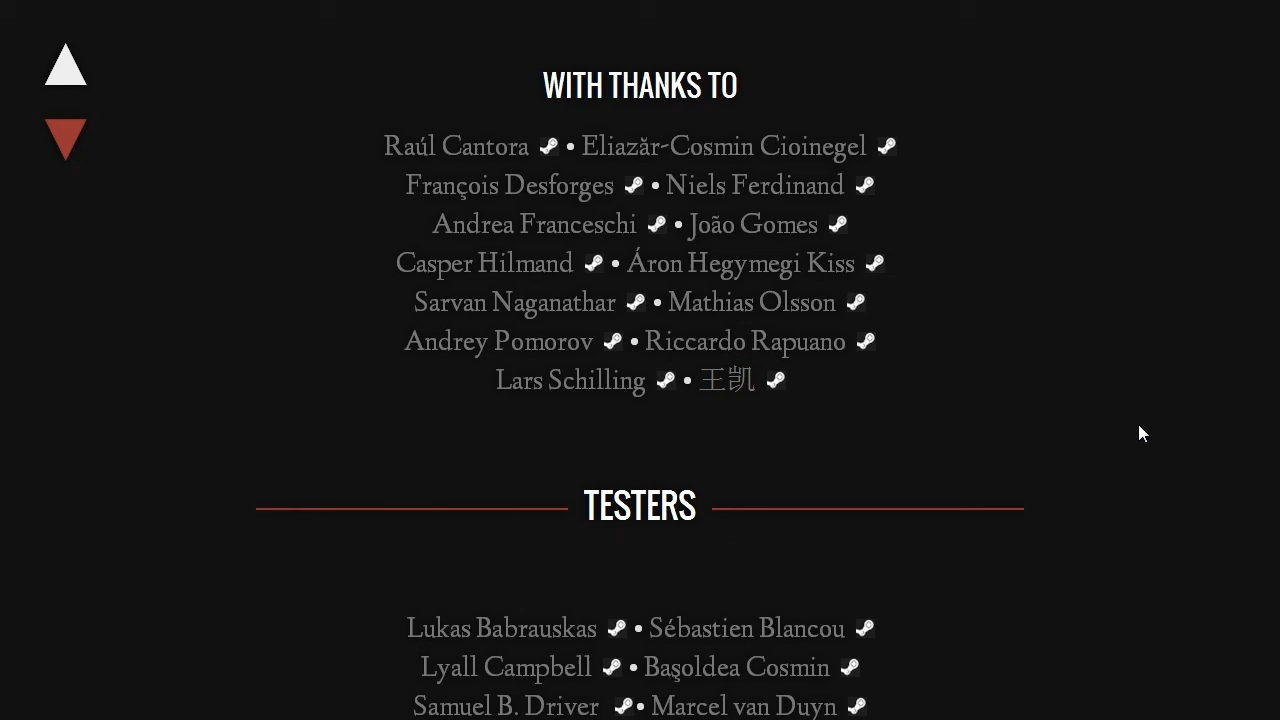 WITH THANKS TO
Raúl Cantora • Eliazăr-Cosmin Cioinegel
François Desforges • Niels Ferdinand
Andrea Franceschi • João Gomes
Casper Hilmand • Áron Hegymegi Kiss
Sarvan Naganathar • Mathias Olsson
Andrey Pomorov • Riccardo Rapuano
Lars Schilling • 王凯
TESTERS
Lukas Babrauskas • Sébastien Blancou
Lyall Campbell • Başoldea Cosmin
Samuel B. Driver • Marcel van Duyn